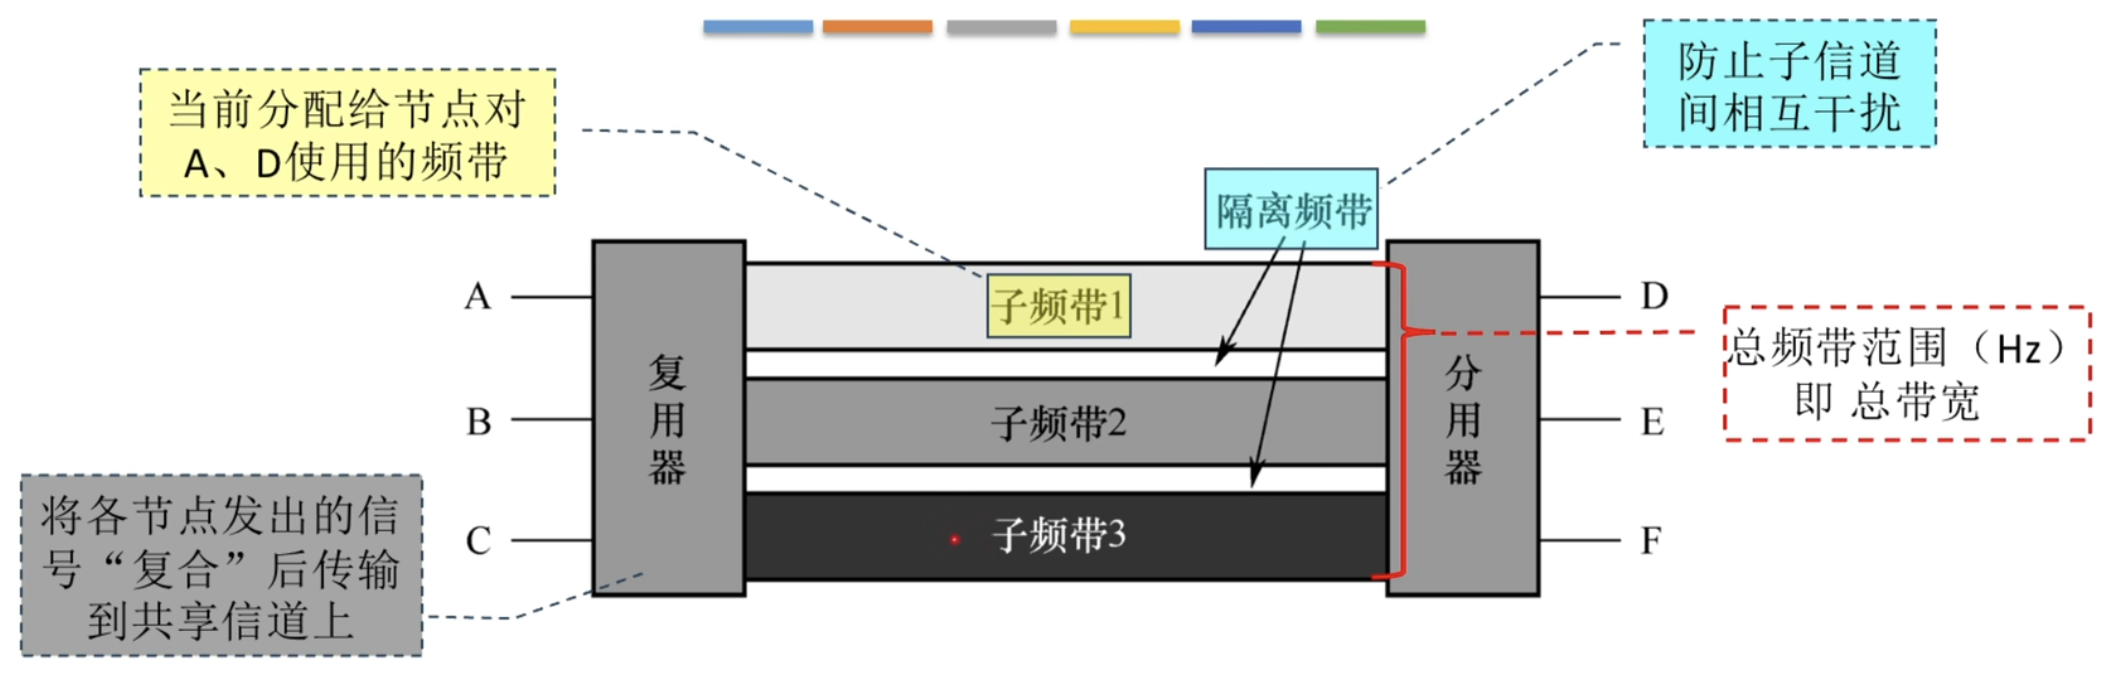 防止子信道
间相互干扰
当前分配给节点对
A、D使用的频带
隔离频带
A
子频带1
D
总频带范围（Hz）
即 总带宽
复用器
分用器
B
子频带2
E
将各节点发出的信
号“复合”后传输
到共享信道上
C
子频带3
F